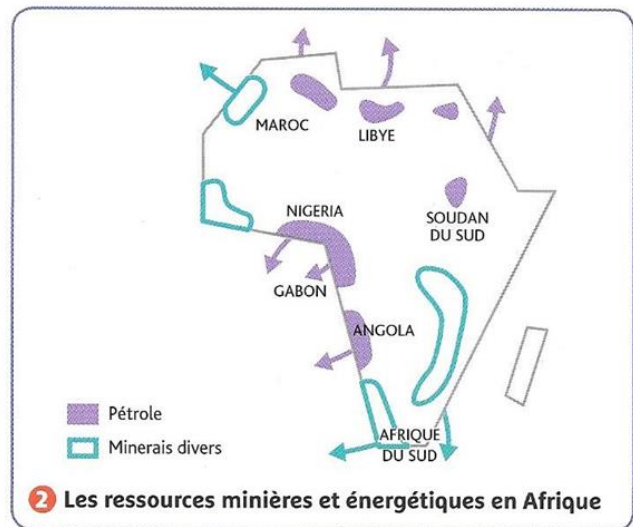 MAROC
LIBYE
NIGERIA
SOUDAN
DU SUD
GABON
ANGOLA
Pétrole
Minerais divers
AFRIQUE
DU SUD
2 Les ressources minières et énergétiques en Afrique